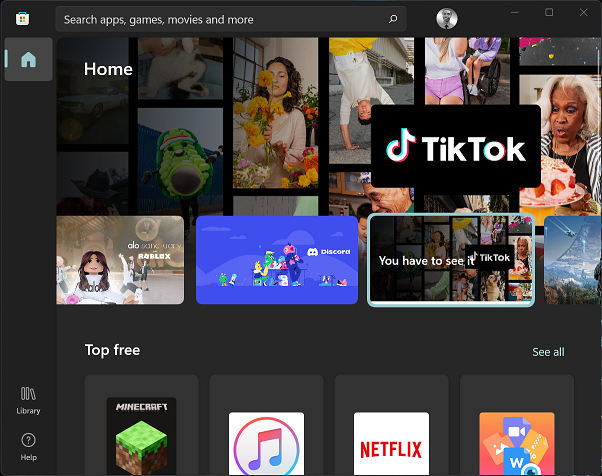 Search apps, games, movies and more
Home
TikTok
alo sanctuary
ROBLOX
Discord
You have to see it
TikTok
Top free
See all
MINECRAFT
NETFLIX
W
Library
Help